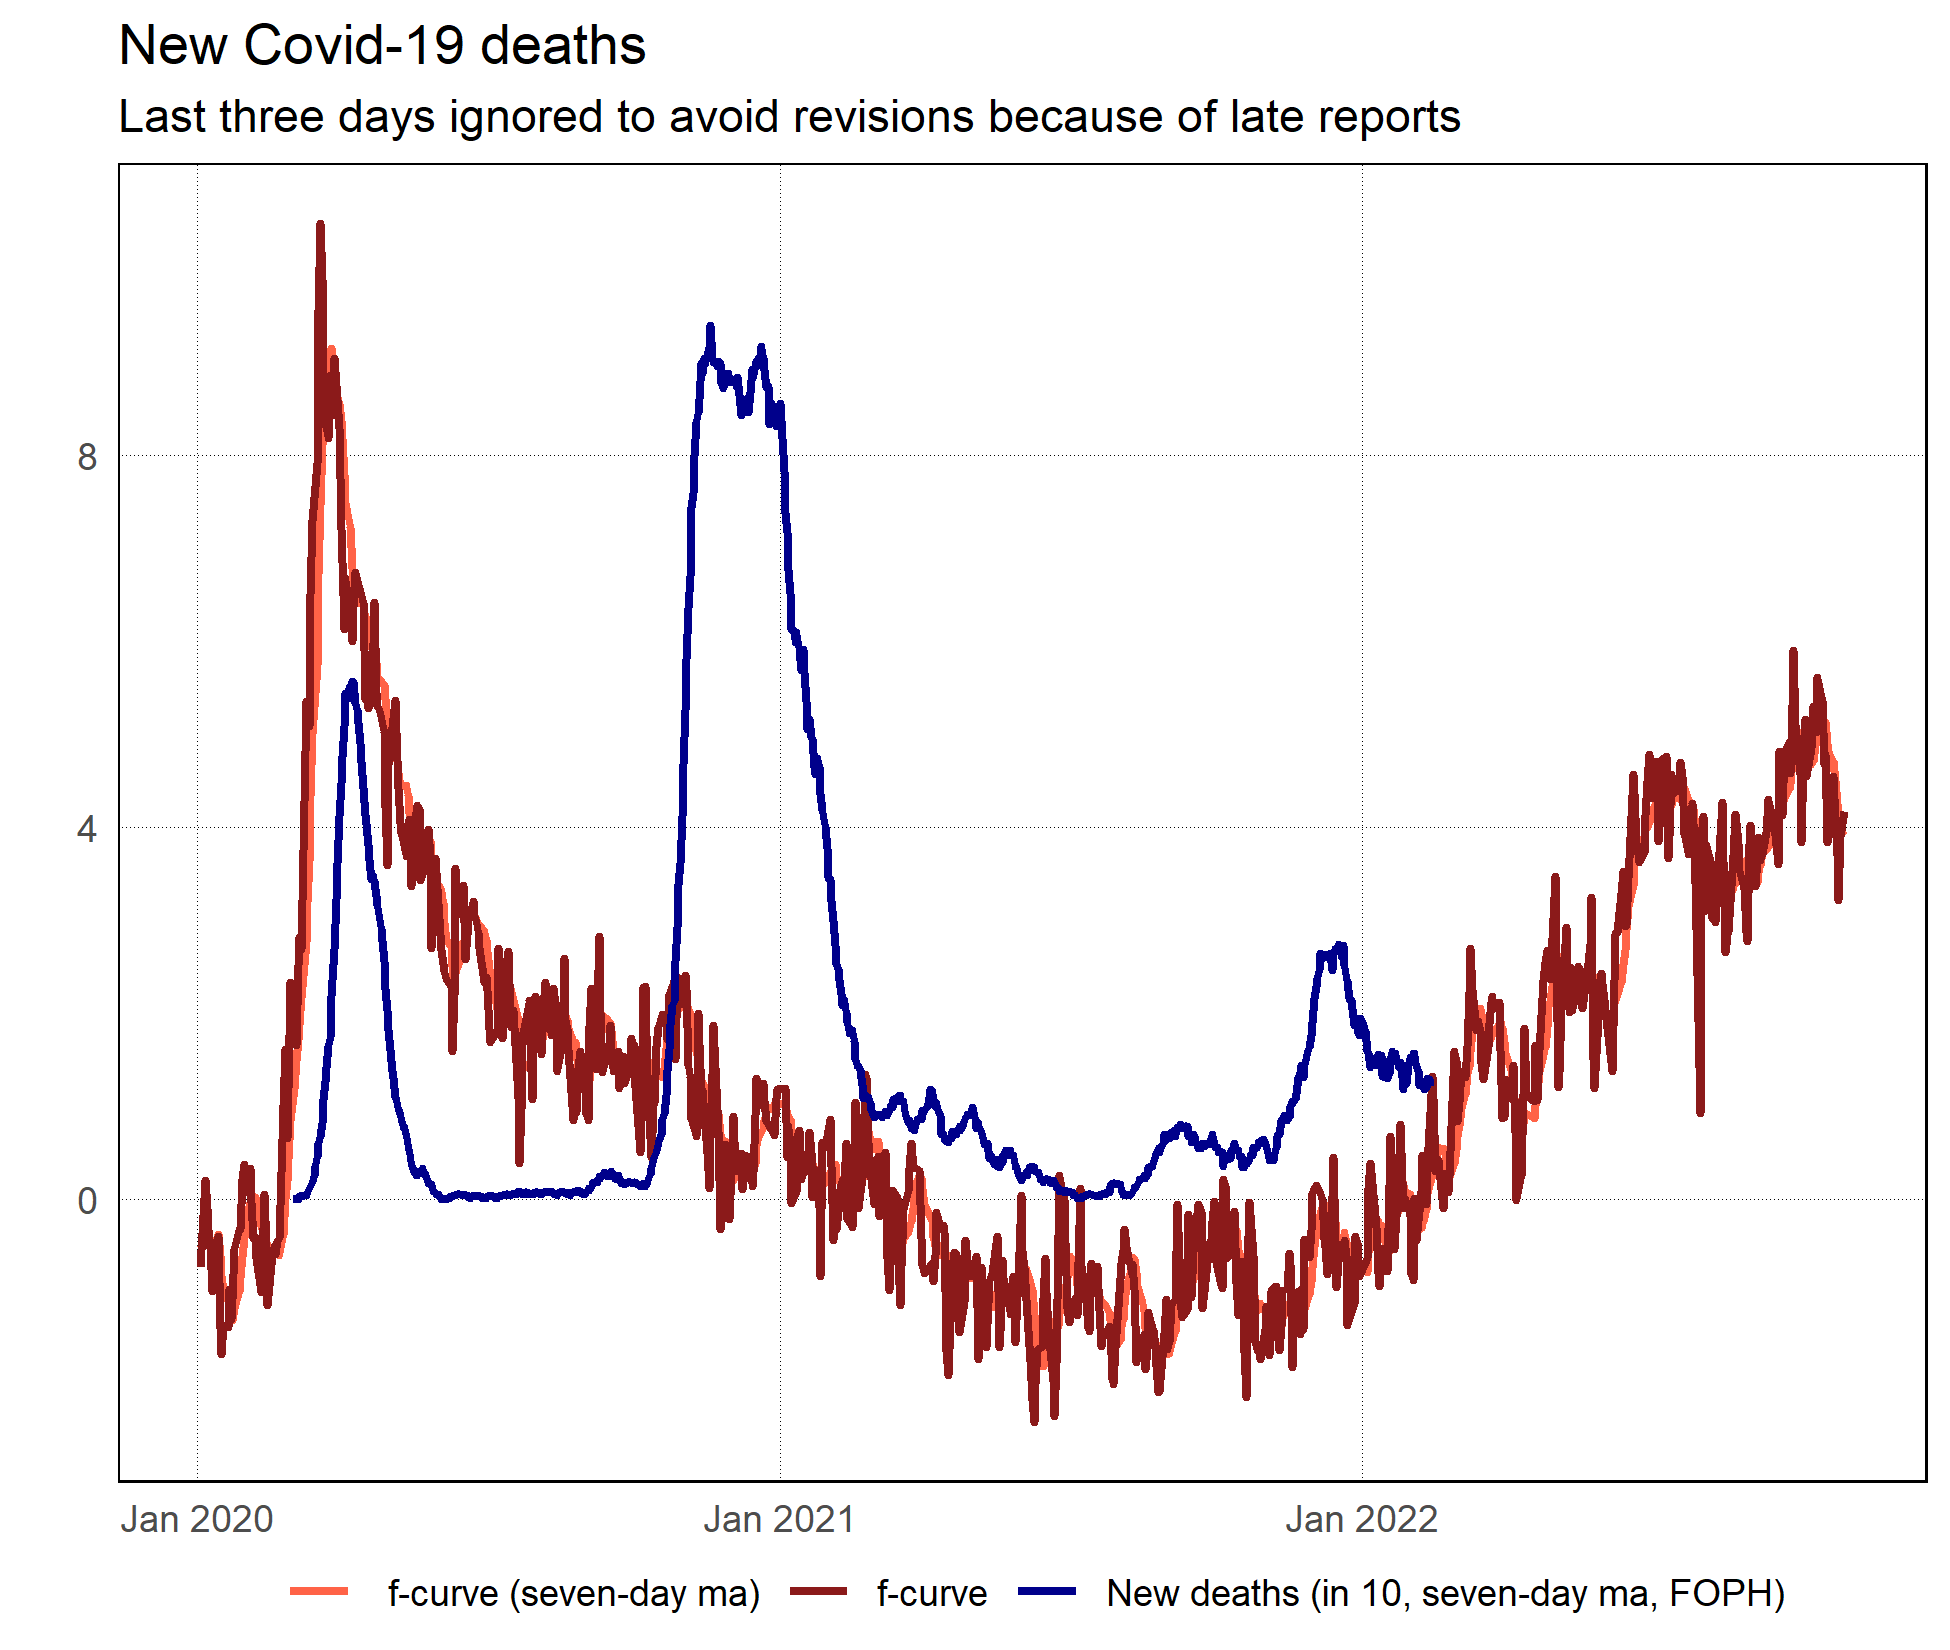 New Covid-19 deaths
Last three days ignored to avoid revisions because of late reports
8
4
0
Jan 2020 Jan 2021 Jan 2022
f-curve (seven-day ma) f-curve New deaths (in 10, seven-day ma, FOPH)